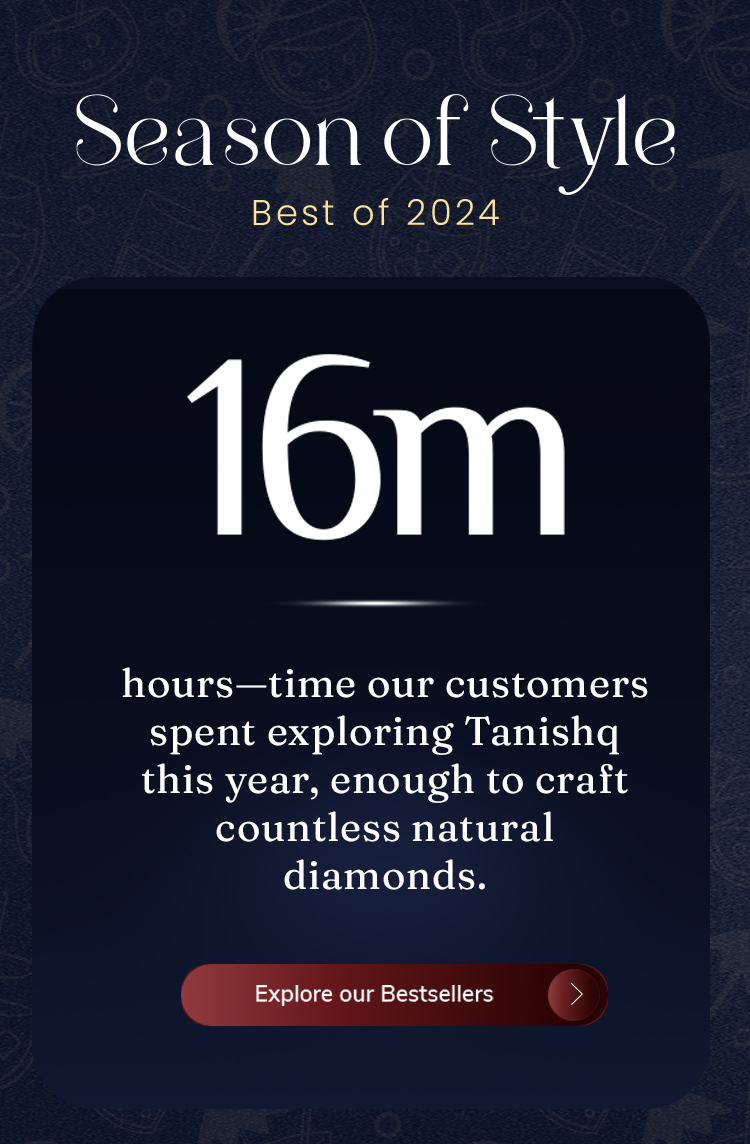 Season of Style
Best of 2024
16m
hours—time our customers
spent exploring Tanishq
this year, enough to craft
countless natural
diamonds.
Explore our Bestsellers